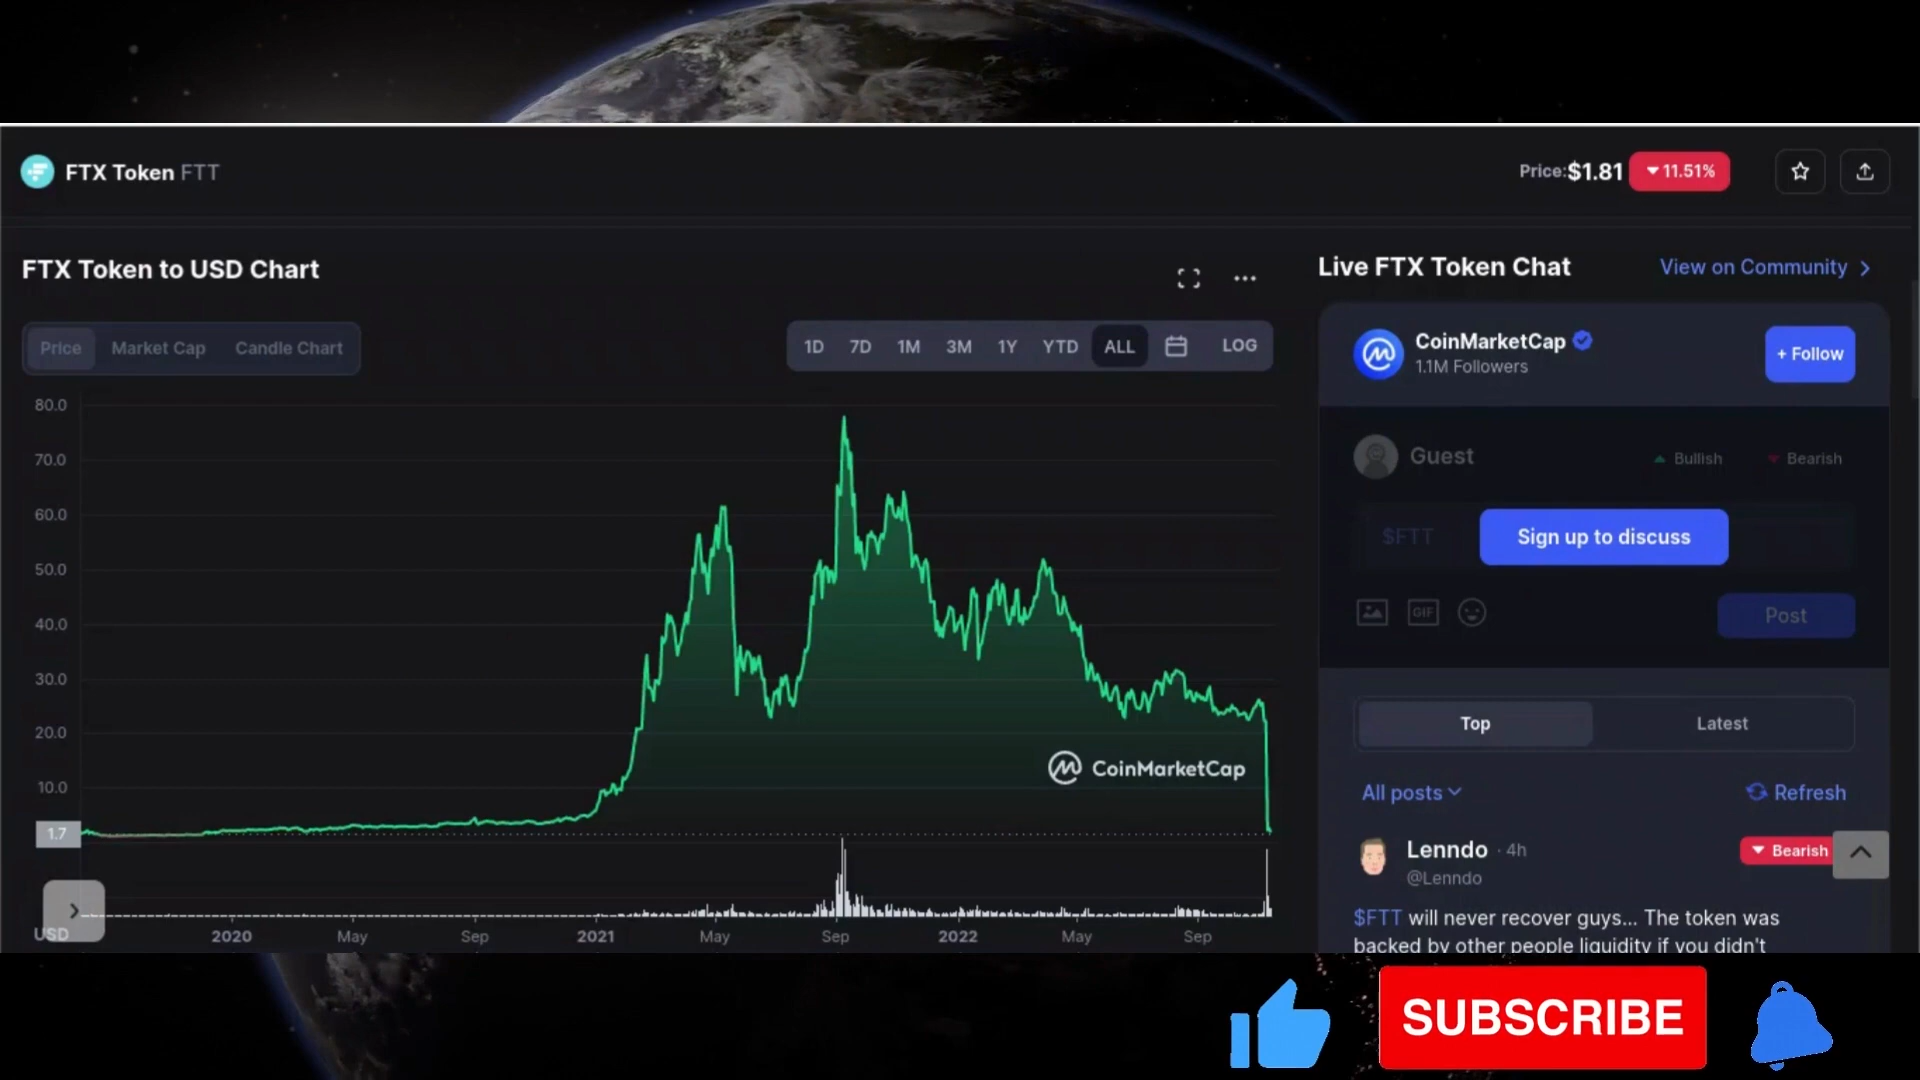 FTX Token FTT
Price:$1.81 11.51%
FTX Token to USD Chart
Price Market Cap Candle Chart
1D 7D 1M 3M 1Y YTD ALL LOG
80.0
70.0
60.0
50.0
40.0
30.0
20.0
10.0
1.7
CoinMarketCap
USD
2020 May Sep 2021 May Sep 2022 May Sep
Live FTX Token Chat
View on Community
CoinMarketCap
1.1M Followers
+ Follow
Guest
Bullish Bearish
$FTT
Sign up to discuss
GIF
Post
Top Latest
All posts Refresh
Lenndo · 4h
@Lenndo
Bearish
$FTT will never recover guys... The token was
backed by other people liquidity if you didn't
SUBSCRIBE